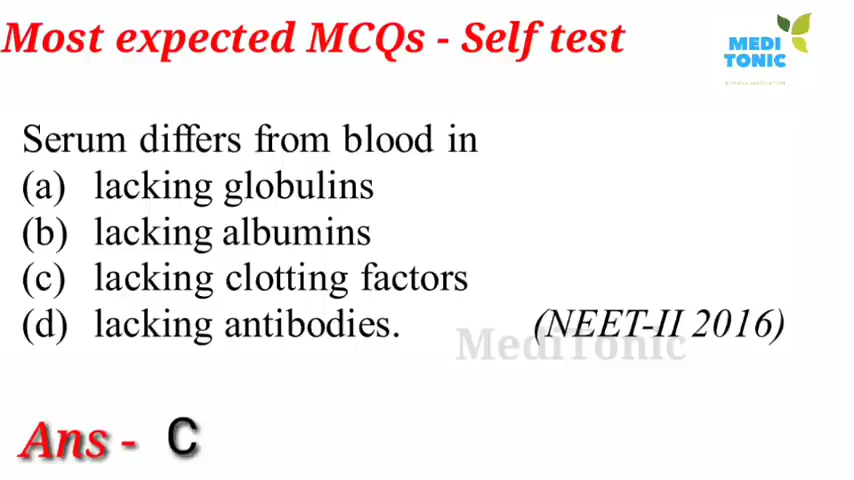 Most expected MCQs - Self test
MEDI
TONIC
Serum differs from blood in
(a) lacking globulins
(b) lacking albumins
(c) lacking clotting factors
(d) lacking antibodies. (NEET-II 2016)
MediTonic
Ans - C